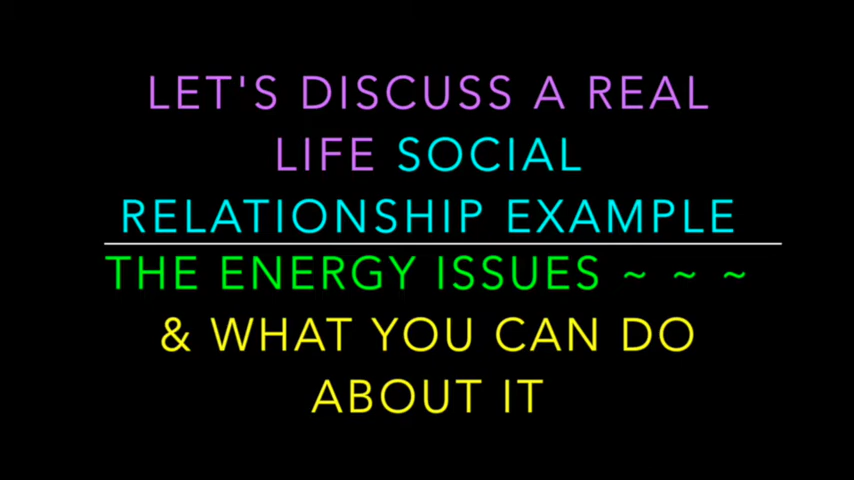 LET'S DISCUSS A REAL
LIFE SOCIAL
RELATIONSHIP EXAMPLE
THE ENERGY ISSUES ~ ~ ~
& WHAT YOU CAN DO
ABOUT IT